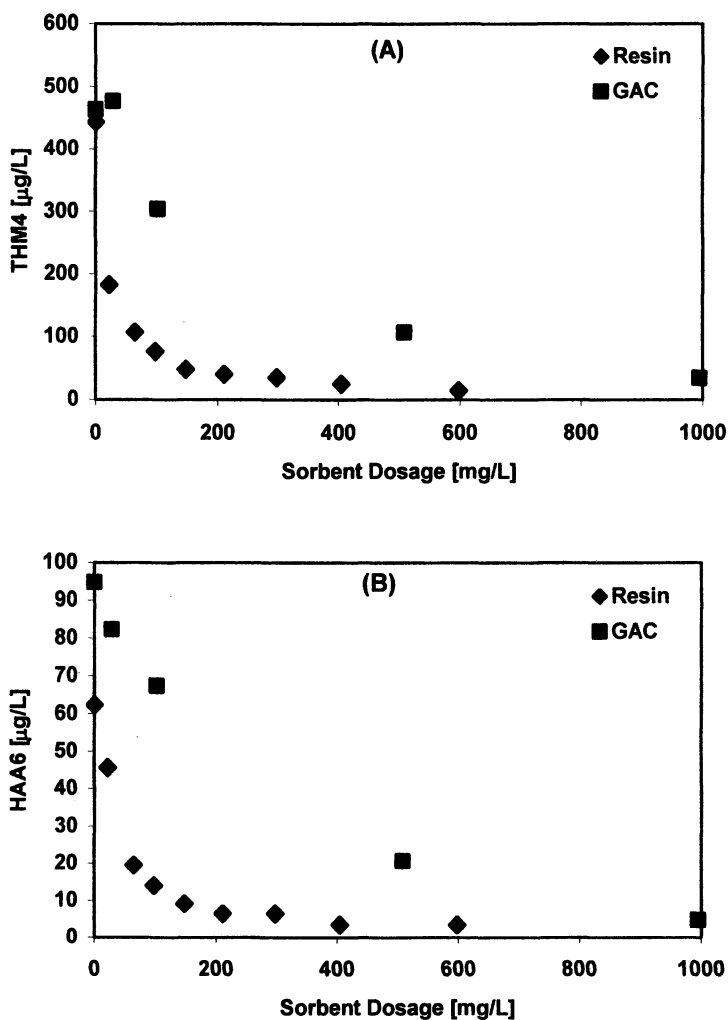 600
(A)
Resin
500
GAC
400
THM4 [μg/L]
300
200
100
0
0 200 400 600 800 1000
Sorbent Dosage [mg/L]
100
(B)
Resin
90
GAC
80
70
60
HAA6 [μg/L]
50
40
30
20
10
0
0 200 400 600 800 1000
Sorbent Dosage [mg/L]